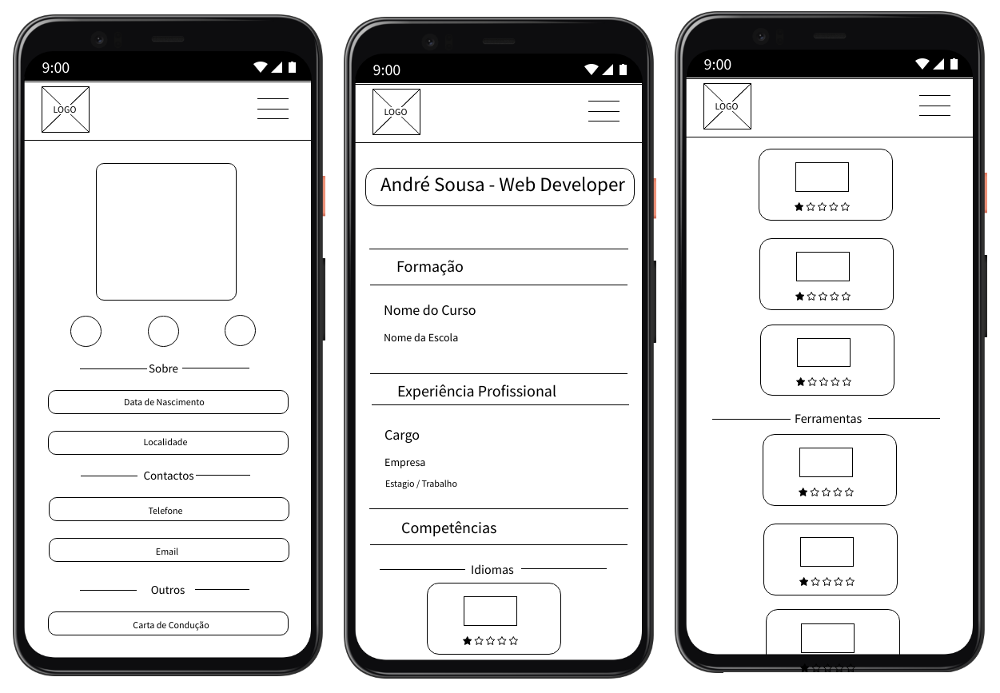 9:00
LOGO
Sobre
Data de Nascimento
Localidade
Contactos
Telefone
Email
Outros
Carta de Condução
9:00
LOGO
André Sousa - Web Developer
Formação
Nome do Curso
Nome da Escola
Experiência Profissional
Cargo
Empresa
Estagio / Trabalho
Competências
Idiomas
9:00
LOGO
Ferramentas